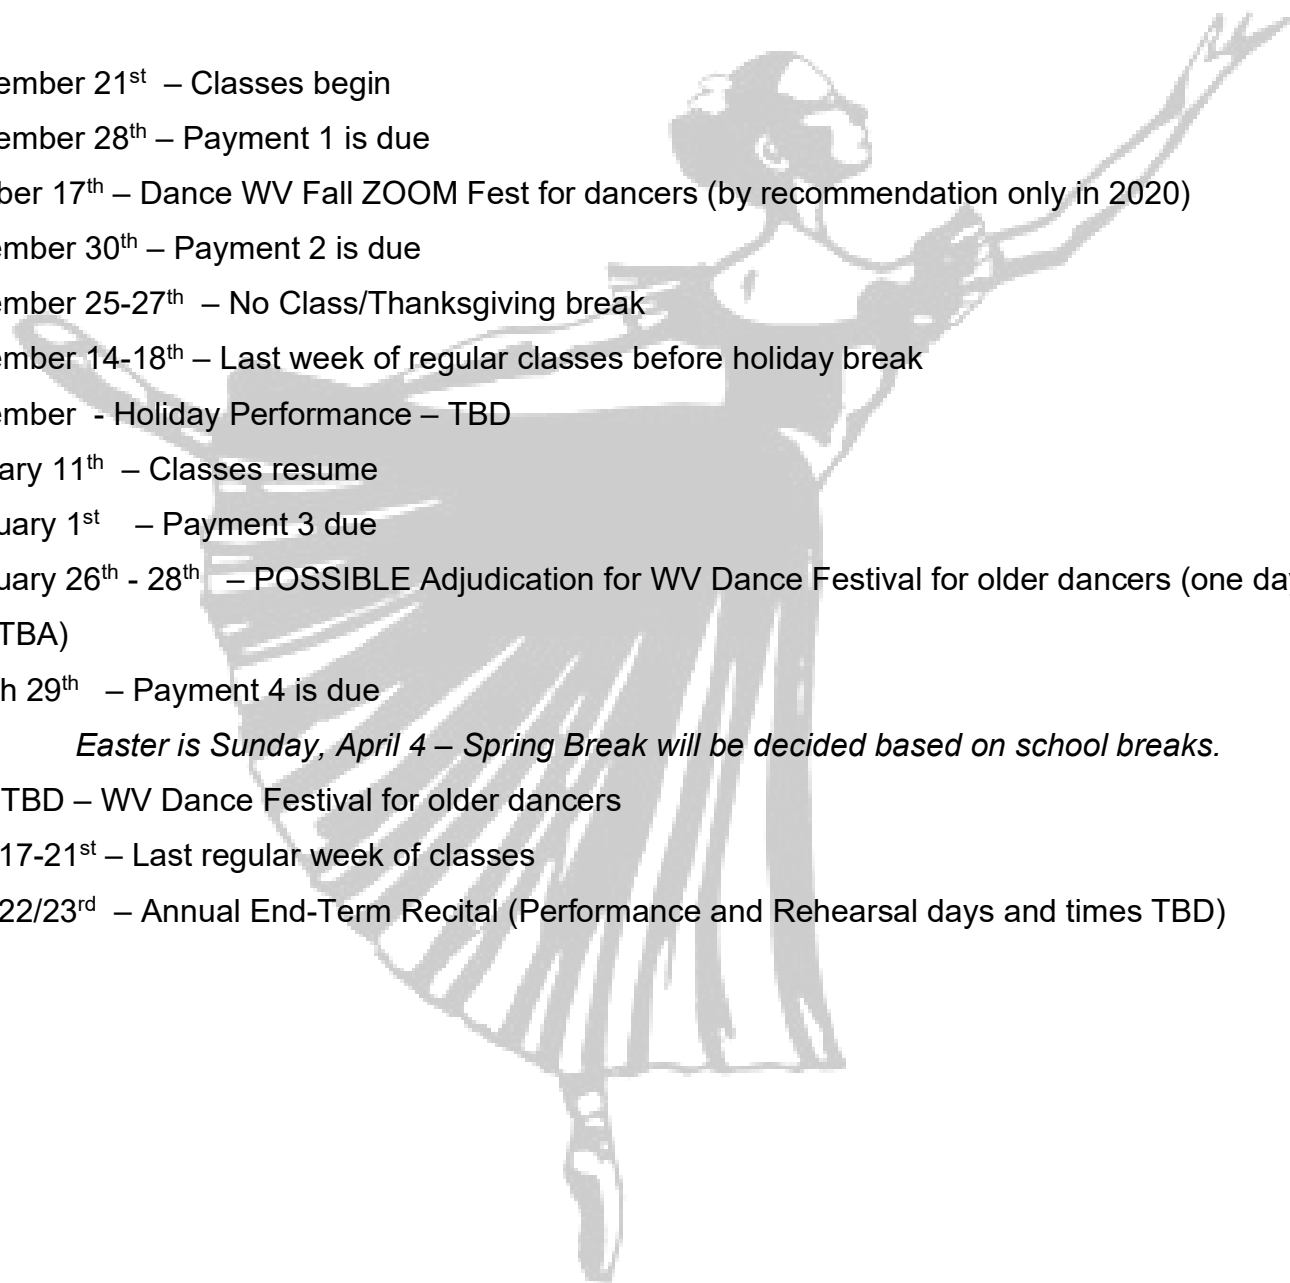 ember 21st – Classes begin
ember 28th – Payment 1 is due
ber 17th – Dance WV Fall ZOOM Fest for dancers (by recommendation only in 2020)
ember 30th – Payment 2 is due
ember 25-27th – No Class/Thanksgiving break
ember 14-18th – Last week of regular classes before holiday break
ember - Holiday Performance – TBD
ary 11th – Classes resume
uary 1st – Payment 3 due
uary 26th - 28th – POSSIBLE Adjudication for WV Dance Festival for older dancers (one da
TBA)
h 29th – Payment 4 is due
Easter is Sunday, April 4 – Spring Break will be decided based on school breaks.
TBD – WV Dance Festival for older dancers
17-21st – Last regular week of classes
22/23rd – Annual End-Term Recital (Performance and Rehearsal days and times TBD)